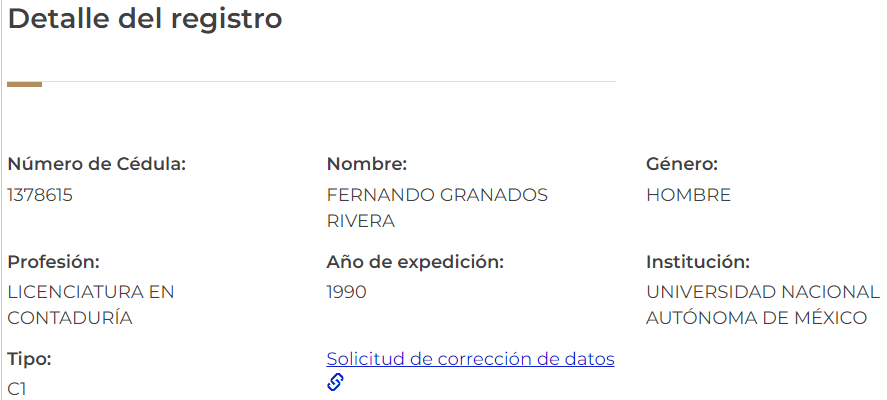 Detalle del registro
Número de Cédula:
1378615
Nombre:
FERNANDO GRANADOS
RIVERA
Género:
HOMBRE
Profesión:
LICENCIATURA EN
CONTADURÍA
Año de expedición:
1990
Institución:
UNIVERSIDAD NACIONAL
AUTÓNOMA DE MÉXICO
Tipo:
C1
Solicitud de corrección de datos